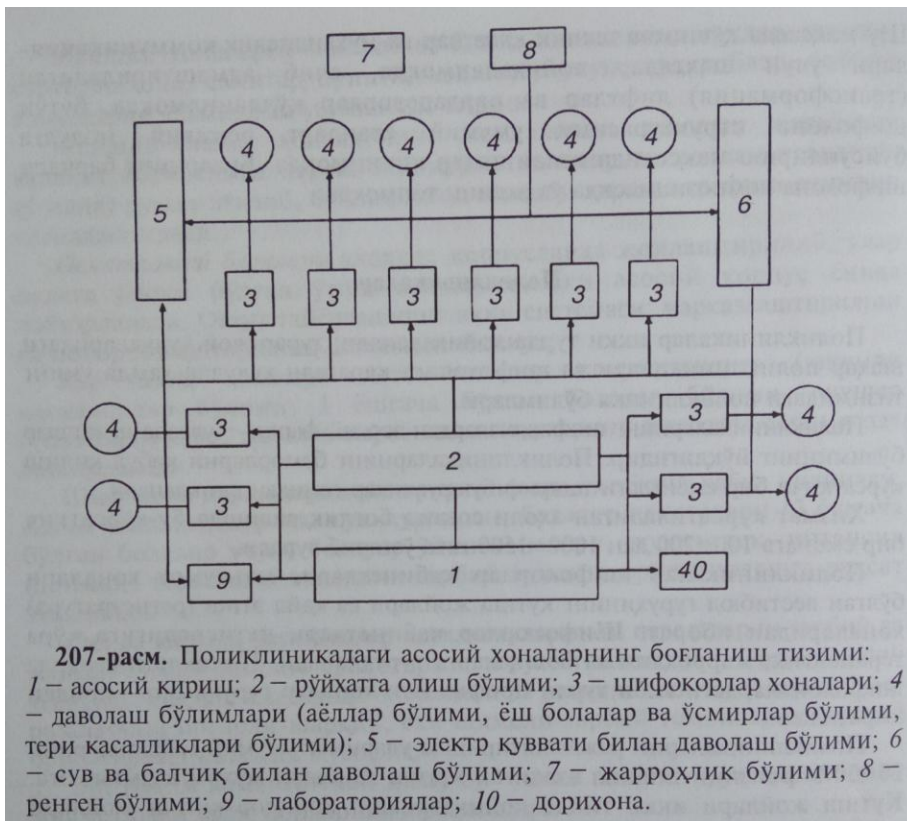 7 8
4 4 4 4 4 4
5 6
3 3 3 3 3 3
4 3 3 4
2
4 3 3 4
9 1 40
207-расм. Поликлиникадаги асосий хоналарнинг боғланиш тизими:
1 – асосий кириш; 2 – рўйхатга олиш бўлими; 3 – шифокорлар хоналари; 4
– даволаш бўлимлари (аёллар бўлими, ёш болалар ва ўсмирлар бўлими,
тери касалликлари бўлими); 5 – электр қуввати билан даволаш бўлими; 6
– сув ва балчиқ билан даволаш бўлими; 7 – жарроҳлик бўлими; 8 –
ренген бўлими; 9 – лабораториялар; 10 – дорихона.